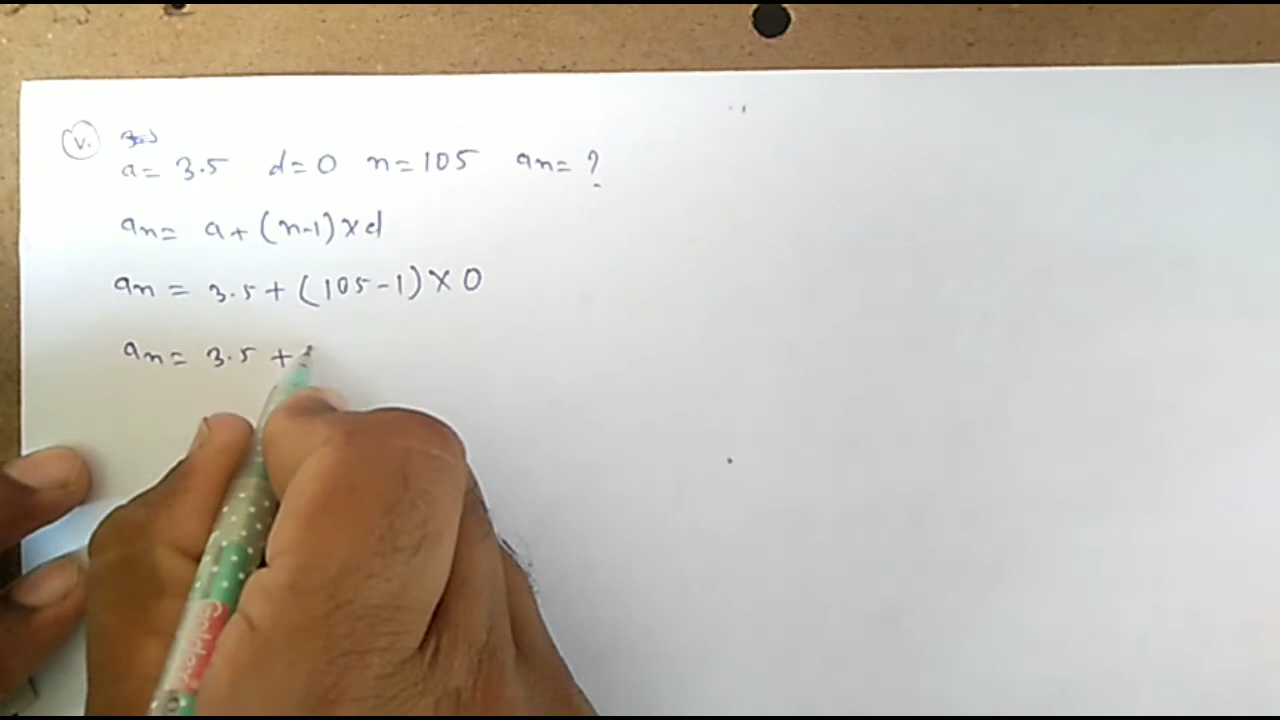 v.
a = 3.5 d = 0 n = 105 an = ?
an = a + (n-1) × d
an = 3.5 + (105 - 1) × 0
an = 3.5 +